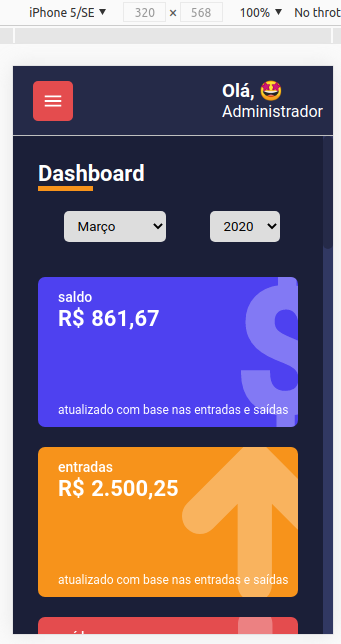 iPhone 5/SE ▼ 320 × 568 100% ▼ No throt
Olá, 🤩
Administrador
Dashboard
Março 2020
saldo
R$ 861,67
$
atualizado com base nas entradas e saídas
entradas
R$ 2.500,25
atualizado com base nas entradas e saídas